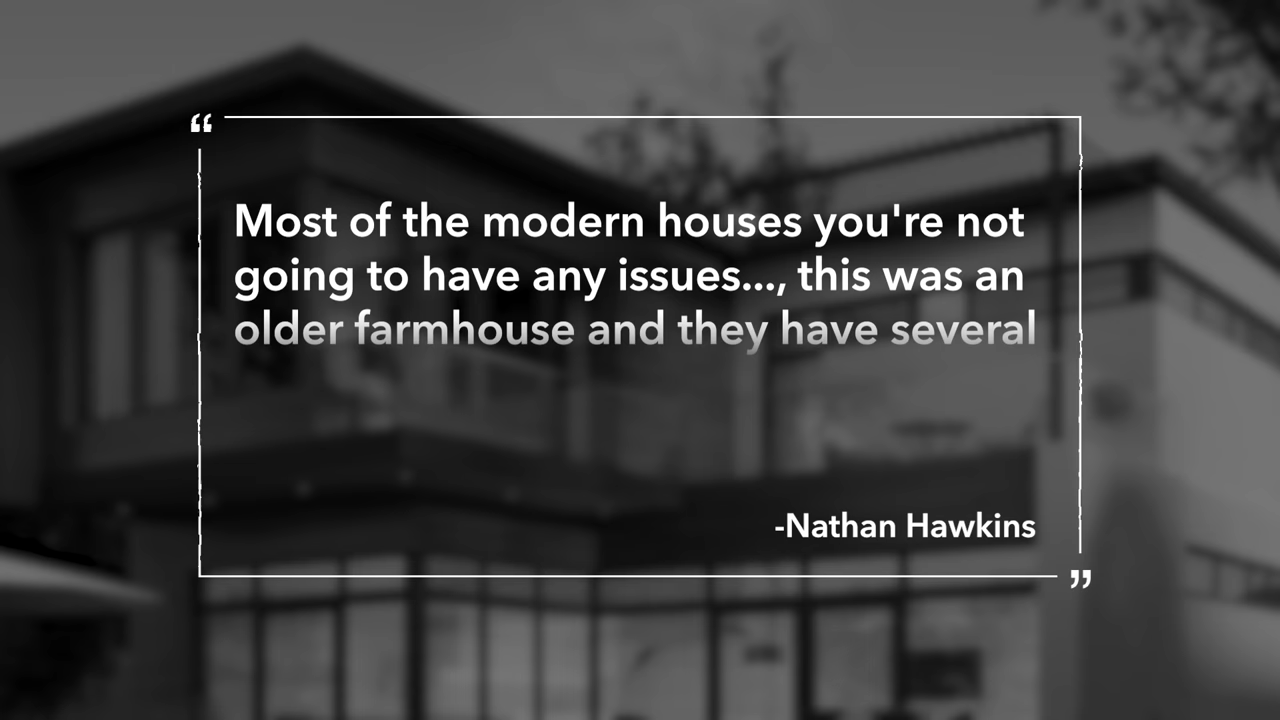 “
Most of the modern houses you're not
going to have any issues..., this was an
older farmhouse and they have several
-Nathan Hawkins
”